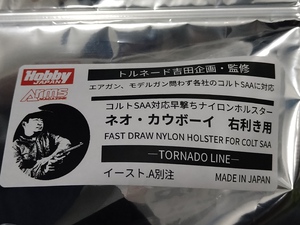 Hobby
JAPAN
Arms
トルネード吉田企画・監修
エアガン、モデルガン問わず各社のコルトSAAに対応
コルトSAA対応早撃ちナイロンホルスター
ネオ・カウボーイ 右利き用
FAST DRAW NYLON HOLSTER FOR COLT SAA
―TORNADO LINE―
イースト.A別注
MADE IN JAPAN